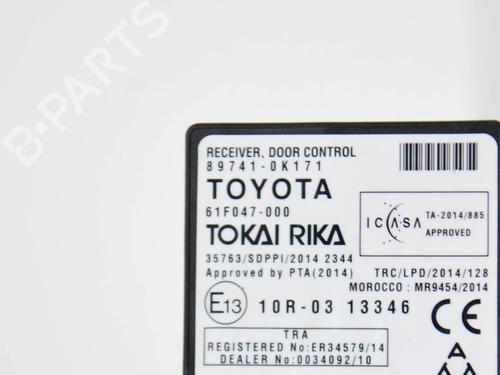 B-PARTS
RECEIVER, DOOR CONTROL
89741-0K171
TOYOTA
61F047-000
TOKAI RIKA
ICASA
TA-2014/885
APPROVED
35763/SDPPI/2014 2344
Approved by PTA(2014)
TRC/LPD/2014/128
MOROCCO : MR9454/2014
E13
10R-03 13346
CE
TRA
REGISTERED No:ER34579/14
DEALER No:0034092/10